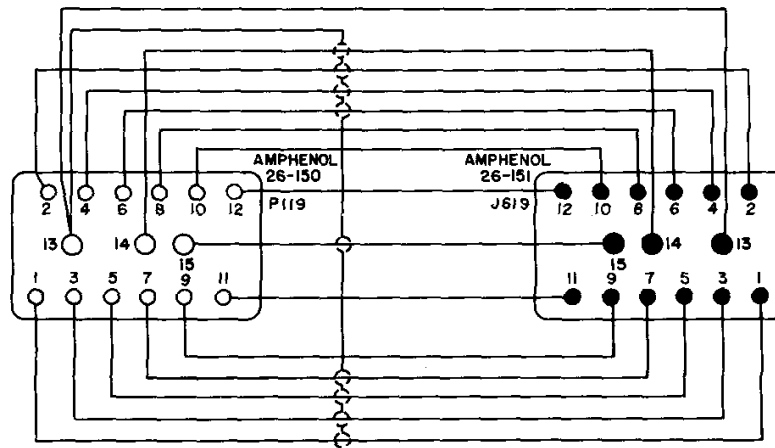 AMPHENOL
26-150
P119
AMPHENOL
26-151
J619
2 4 6 8 10 12
12 10 8 6 4 2
13 14 15
15 14 13
1 3 5 7 9 11
11 9 7 5 3 1